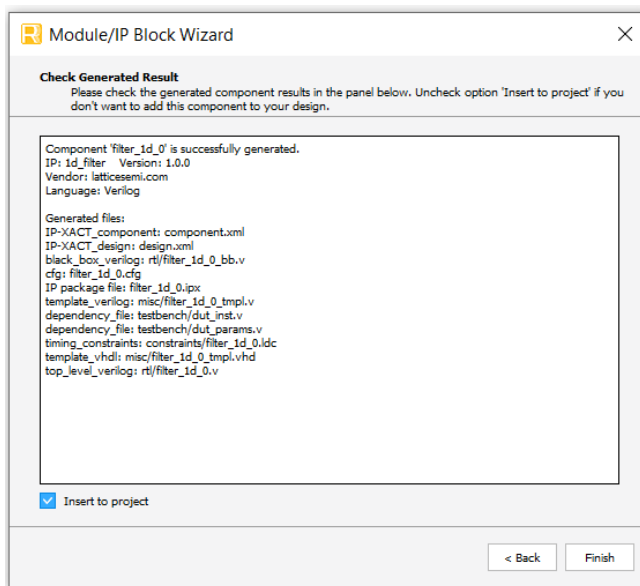 Module/IP Block Wizard
Check Generated Result
Please check the generated component results in the panel below. Uncheck option 'Insert to project' if you
don't want to add this component to your design.
Component 'filter_1d_0' is successfully generated.
IP: 1d_filter Version: 1.0.0
Vendor: latticesemi.com
Language: Verilog
Generated files:
IP-XACT_component: component.xml
IP-XACT_design: design.xml
black_box_verilog: rtl/filter_1d_0_bb.v
cfg: filter_1d_0.cfg
IP package file: filter_1d_0.ipx
template_verilog: misc/filter_1d_0_tmpl.v
dependency_file: testbench/dut_inst.v
dependency_file: testbench/dut_params.v
timing_constraints: constraints/filter_1d_0.ldc
template_vhdl: misc/filter_1d_0_tmpl.vhd
top_level_verilog: rtl/filter_1d_0.v
Insert to project
< Back Finish